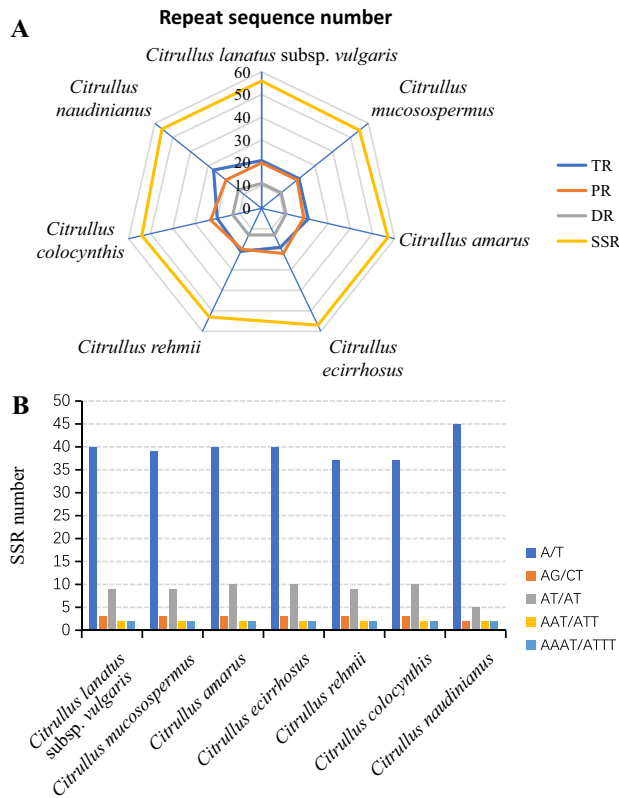 A
Repeat sequence number
Citrullus lanatus subsp. vulgaris
Citrullus
mucosospermus
Citrullus amarus
Citrullus
ecirrhosus
Citrullus rehmii
Citrullus
colocynthis
Citrullus
naudinianus
60
50
40
30
20
10
0
TR
PR
DR
SSR
B
SSR number
50
45
40
35
30
25
20
15
10
5
0
A/T
AG/CT
AT/AT
AAT/ATT
AAAT/ATTT
Citrullus lanatus
subsp. vulgaris
Citrullus mucosospermus
Citrullus amarus
Citrullus ecirrhosus
Citrullus rehmii
Citrullus colocynthis
Citrullus naudinianus